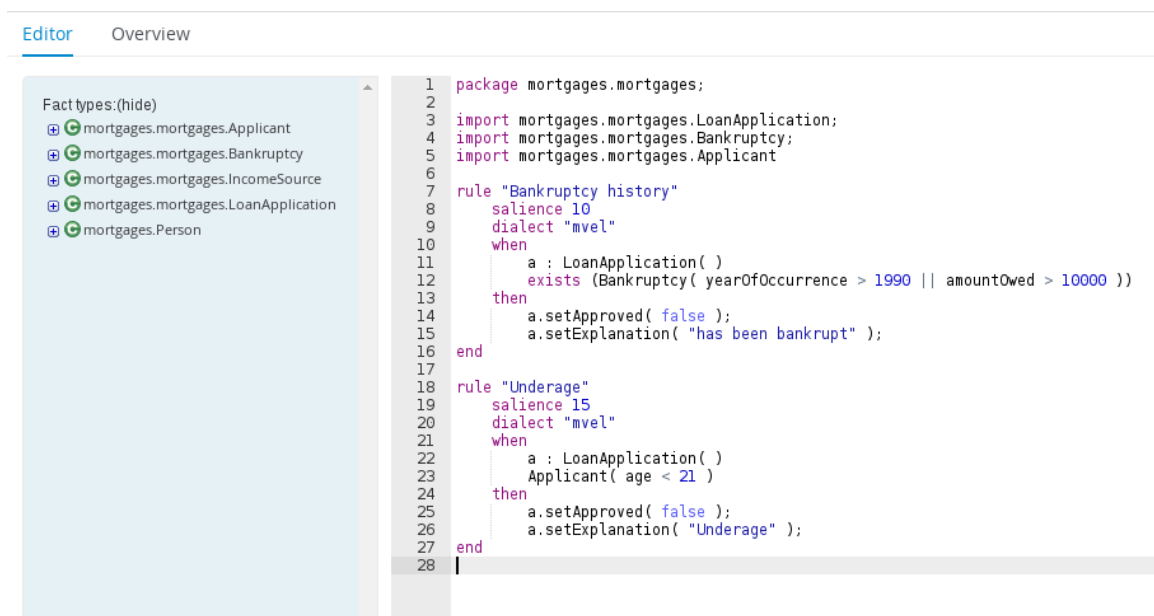 Editor Overview
Fact types:(hide)
mortgages.mortgages.Applicant
mortgages.mortgages.Bankruptcy
mortgages.mortgages.IncomeSource
mortgages.mortgages.LoanApplication
mortgages.Person
1 package mortgages.mortgages;
2
3 import mortgages.mortgages.LoanApplication;
4 import mortgages.mortgages.Bankruptcy;
5 import mortgages.mortgages.Applicant
6
7 rule "Bankruptcy history"
8     salience 10
9     dialect "mvel"
10     when
11         a : LoanApplication( )
12         exists (Bankruptcy( yearOfOccurrence > 1990 || amountOwed > 10000 ))
13     then
14         a.setApproved( false );
15         a.setExplanation( "has been bankrupt" );
16 end
17
18 rule "Underage"
19     salience 15
20     dialect "mvel"
21     when
22         a : LoanApplication( )
23         Applicant( age < 21 )
24     then
25         a.setApproved( false );
26         a.setExplanation( "Underage" );
27 end
28